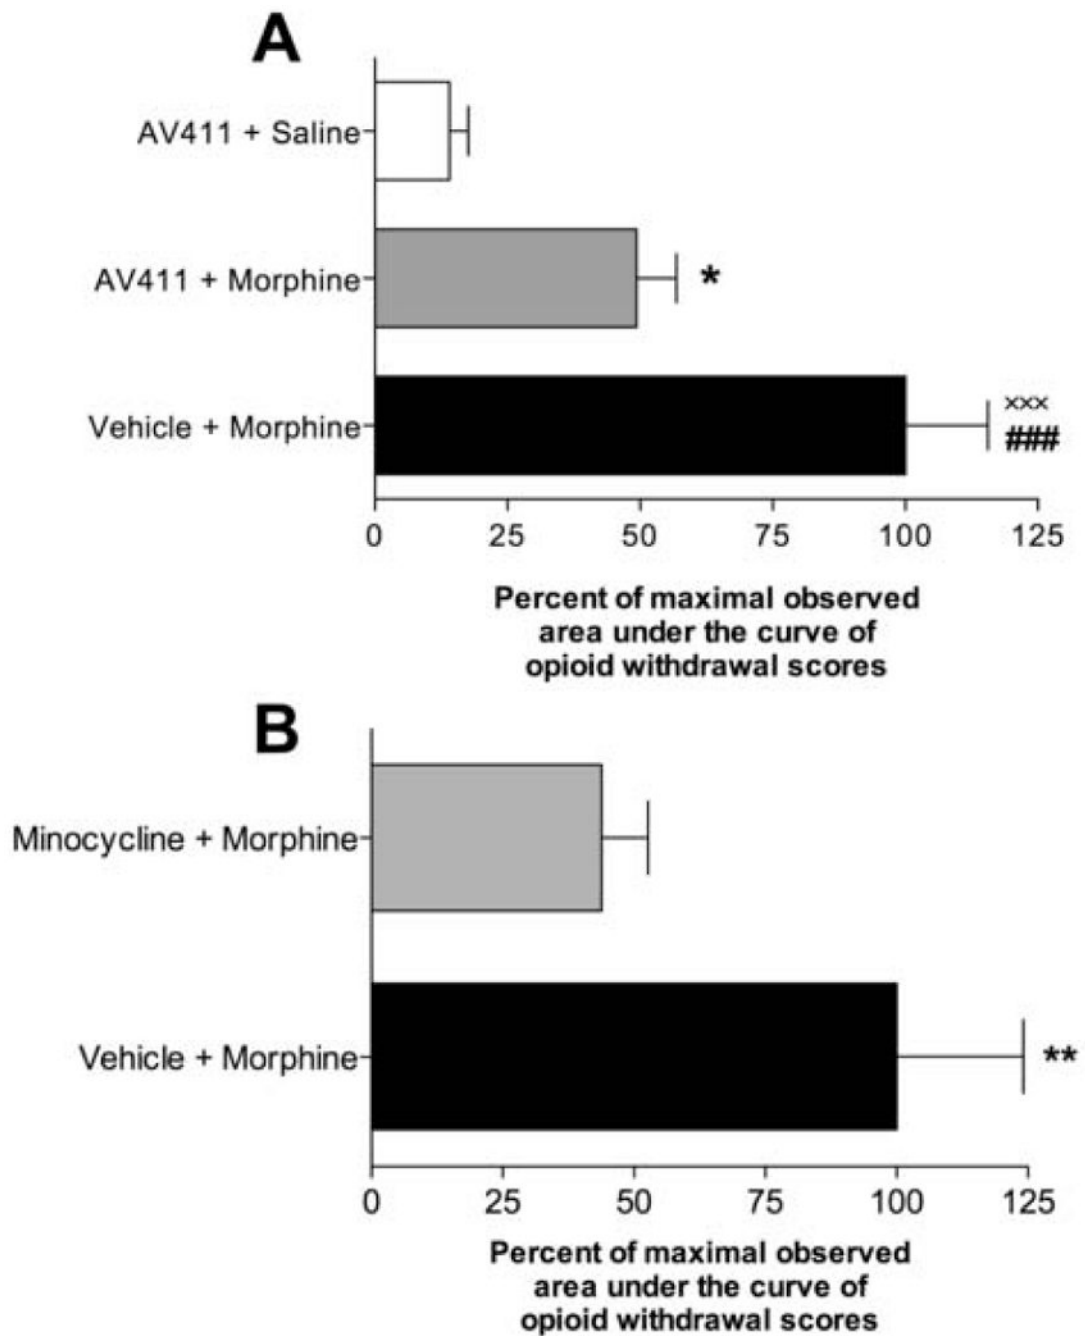 A
AV411 + Saline
AV411 + Morphine
*
Vehicle + Morphine
×××
###
0 25 50 75 100 125
Percent of maximal observed
area under the curve of
opioid withdrawal scores
B
Minocycline + Morphine
Vehicle + Morphine
**
0 25 50 75 100 125
Percent of maximal observed
area under the curve of
opioid withdrawal scores